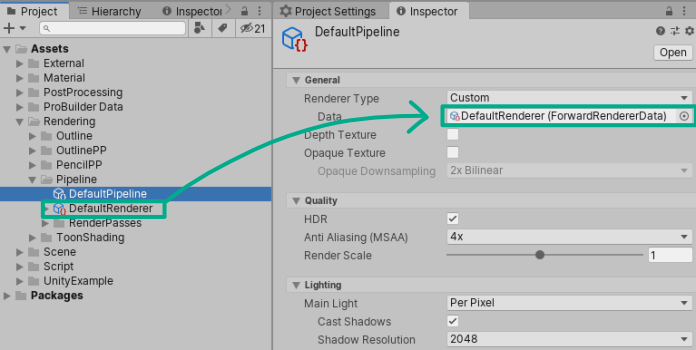 Project
Hierarchy
Inspector
21
Assets
External
Material
PostProcessing
ProBuilder Data
Rendering
Outline
OutlinePP
PencilPP
Pipeline
DefaultPipeline
DefaultRenderer
RenderPasses
ToonShading
Scene
Script
UnityExample
Packages
Project Settings
Inspector
DefaultPipeline
Open
General
Renderer Type Custom
Data DefaultRenderer (ForwardRendererData)
Depth Texture
Opaque Texture
Opaque Downsampling 2x Bilinear
Quality
HDR
Anti Aliasing (MSAA) 4x
Render Scale 1
Lighting
Main Light Per Pixel
Cast Shadows
Shadow Resolution 2048